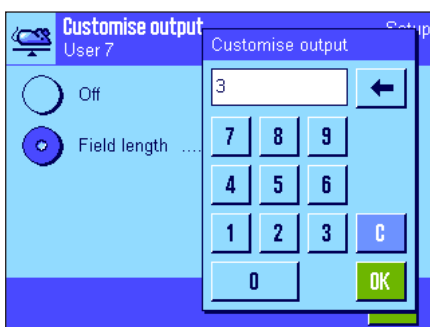 Customise output
User 7
Setup
Off
Field length ....
Customise output
3
7 8 9
4 5 6
1 2 3 C
0 OK